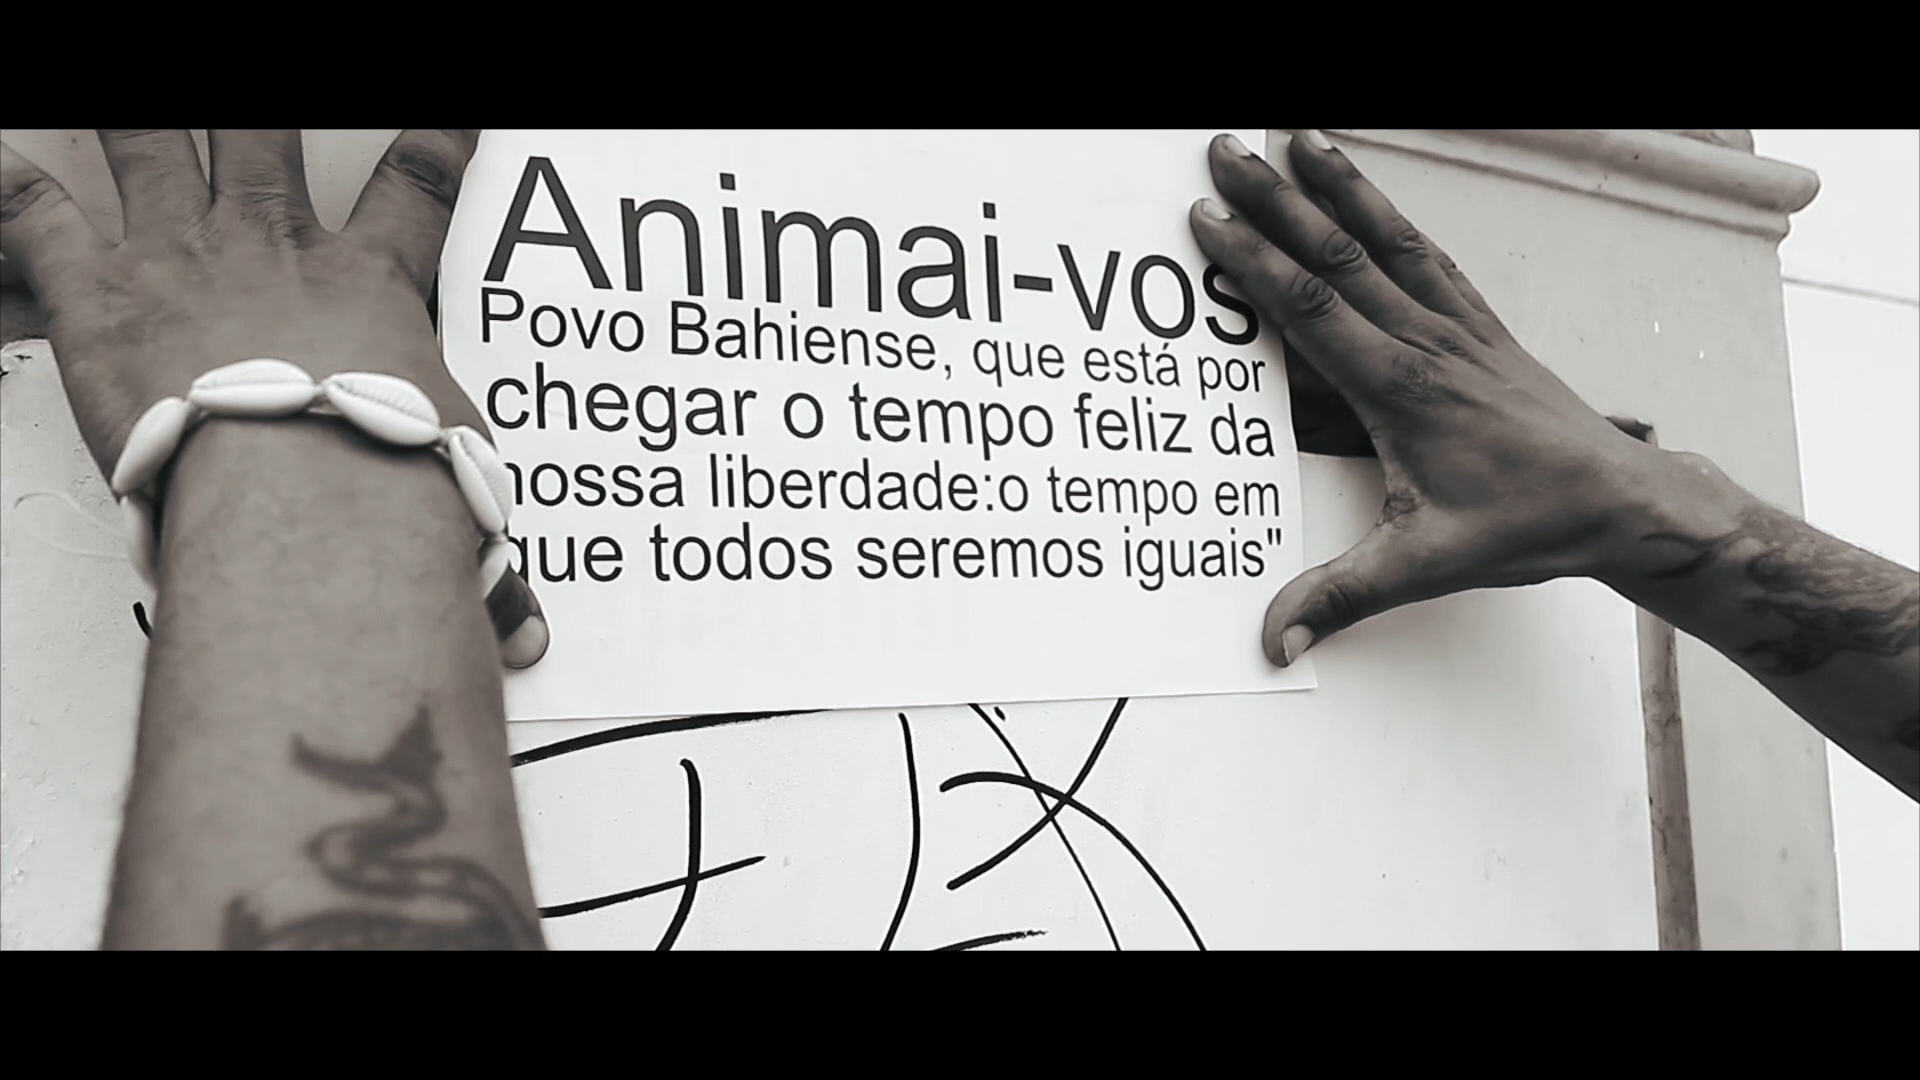 Animai-vos
Povo Bahiense, que está por
chegar o tempo feliz da
nossa liberdade:o tempo em
que todos seremos iguais"